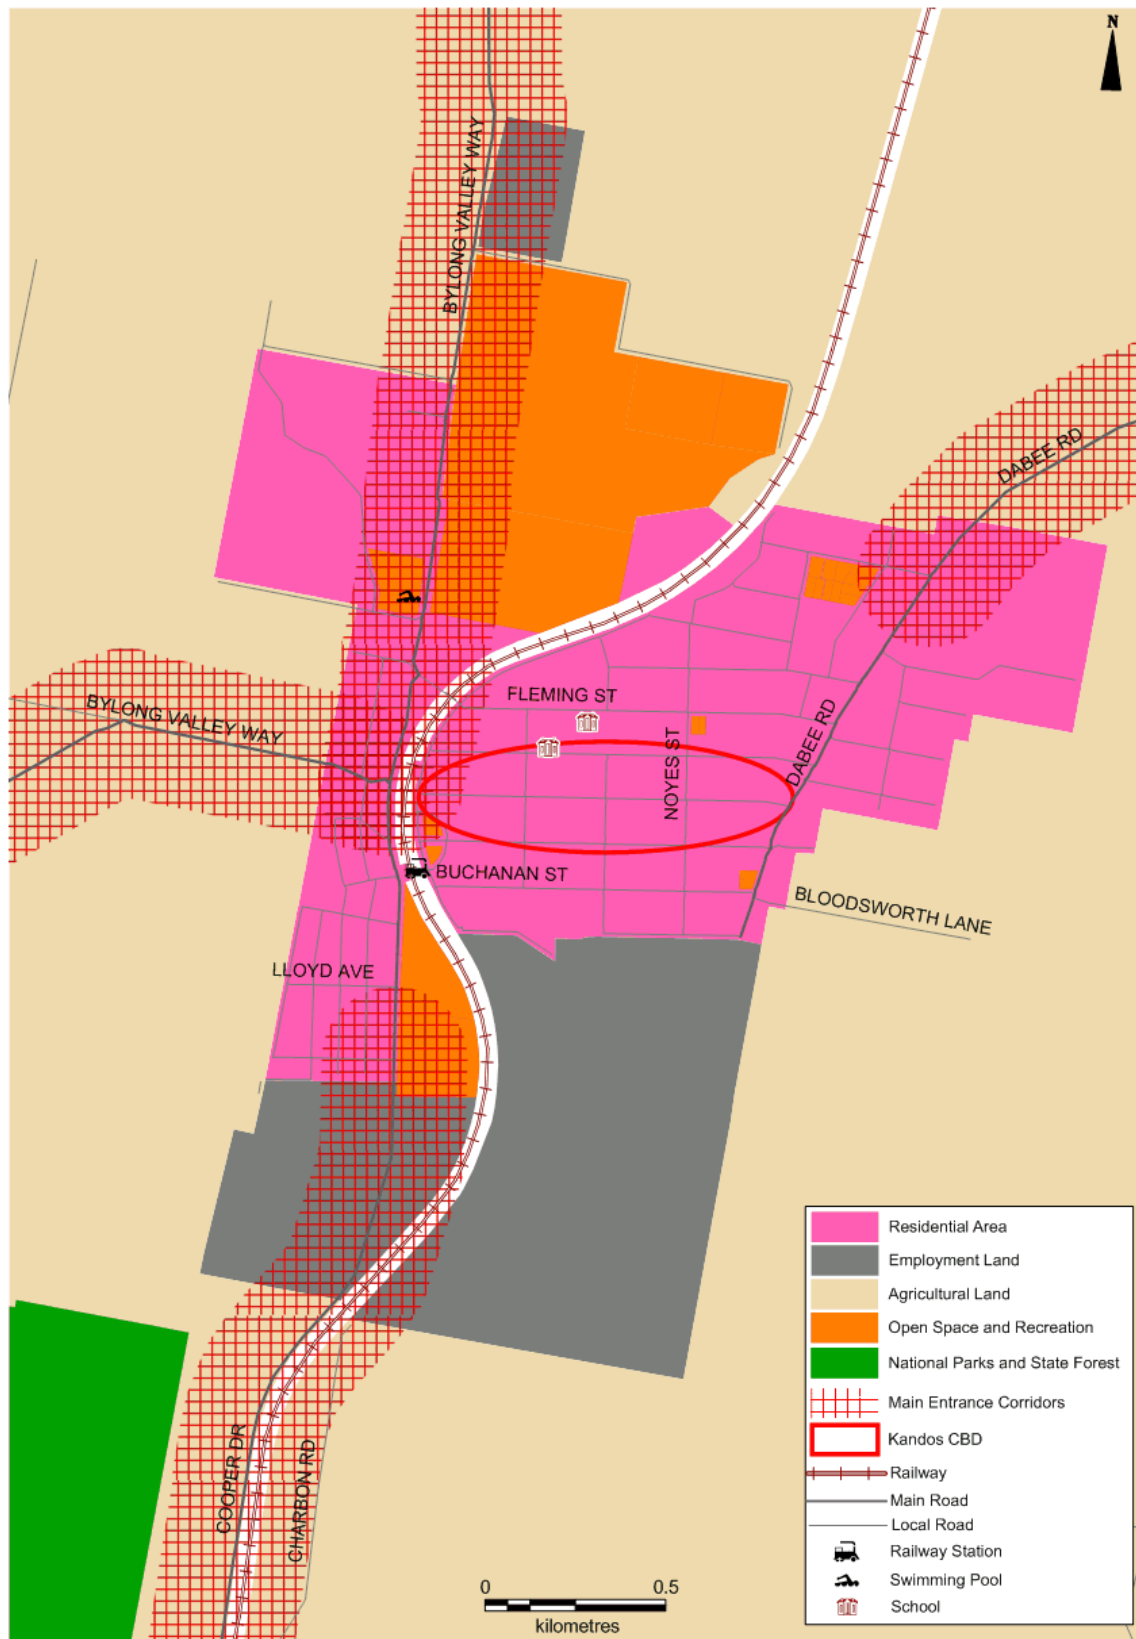 N
BYLONG VALLEY WAY
DABEE RD
BYLONG VALLEY WAY
FLEMING ST
NOYES ST
DABEE RD
BUCHANAN ST
BLOODSWORTH LANE
LLOYD AVE
COOPER DR
CHARBON RD
Residential Area
Employment Land
Agricultural Land
Open Space and Recreation
National Parks and State Forest
Main Entrance Corridors
Kandos CBD
Railway
Main Road
Local Road
Railway Station
Swimming Pool
School
0 0.5
kilometres